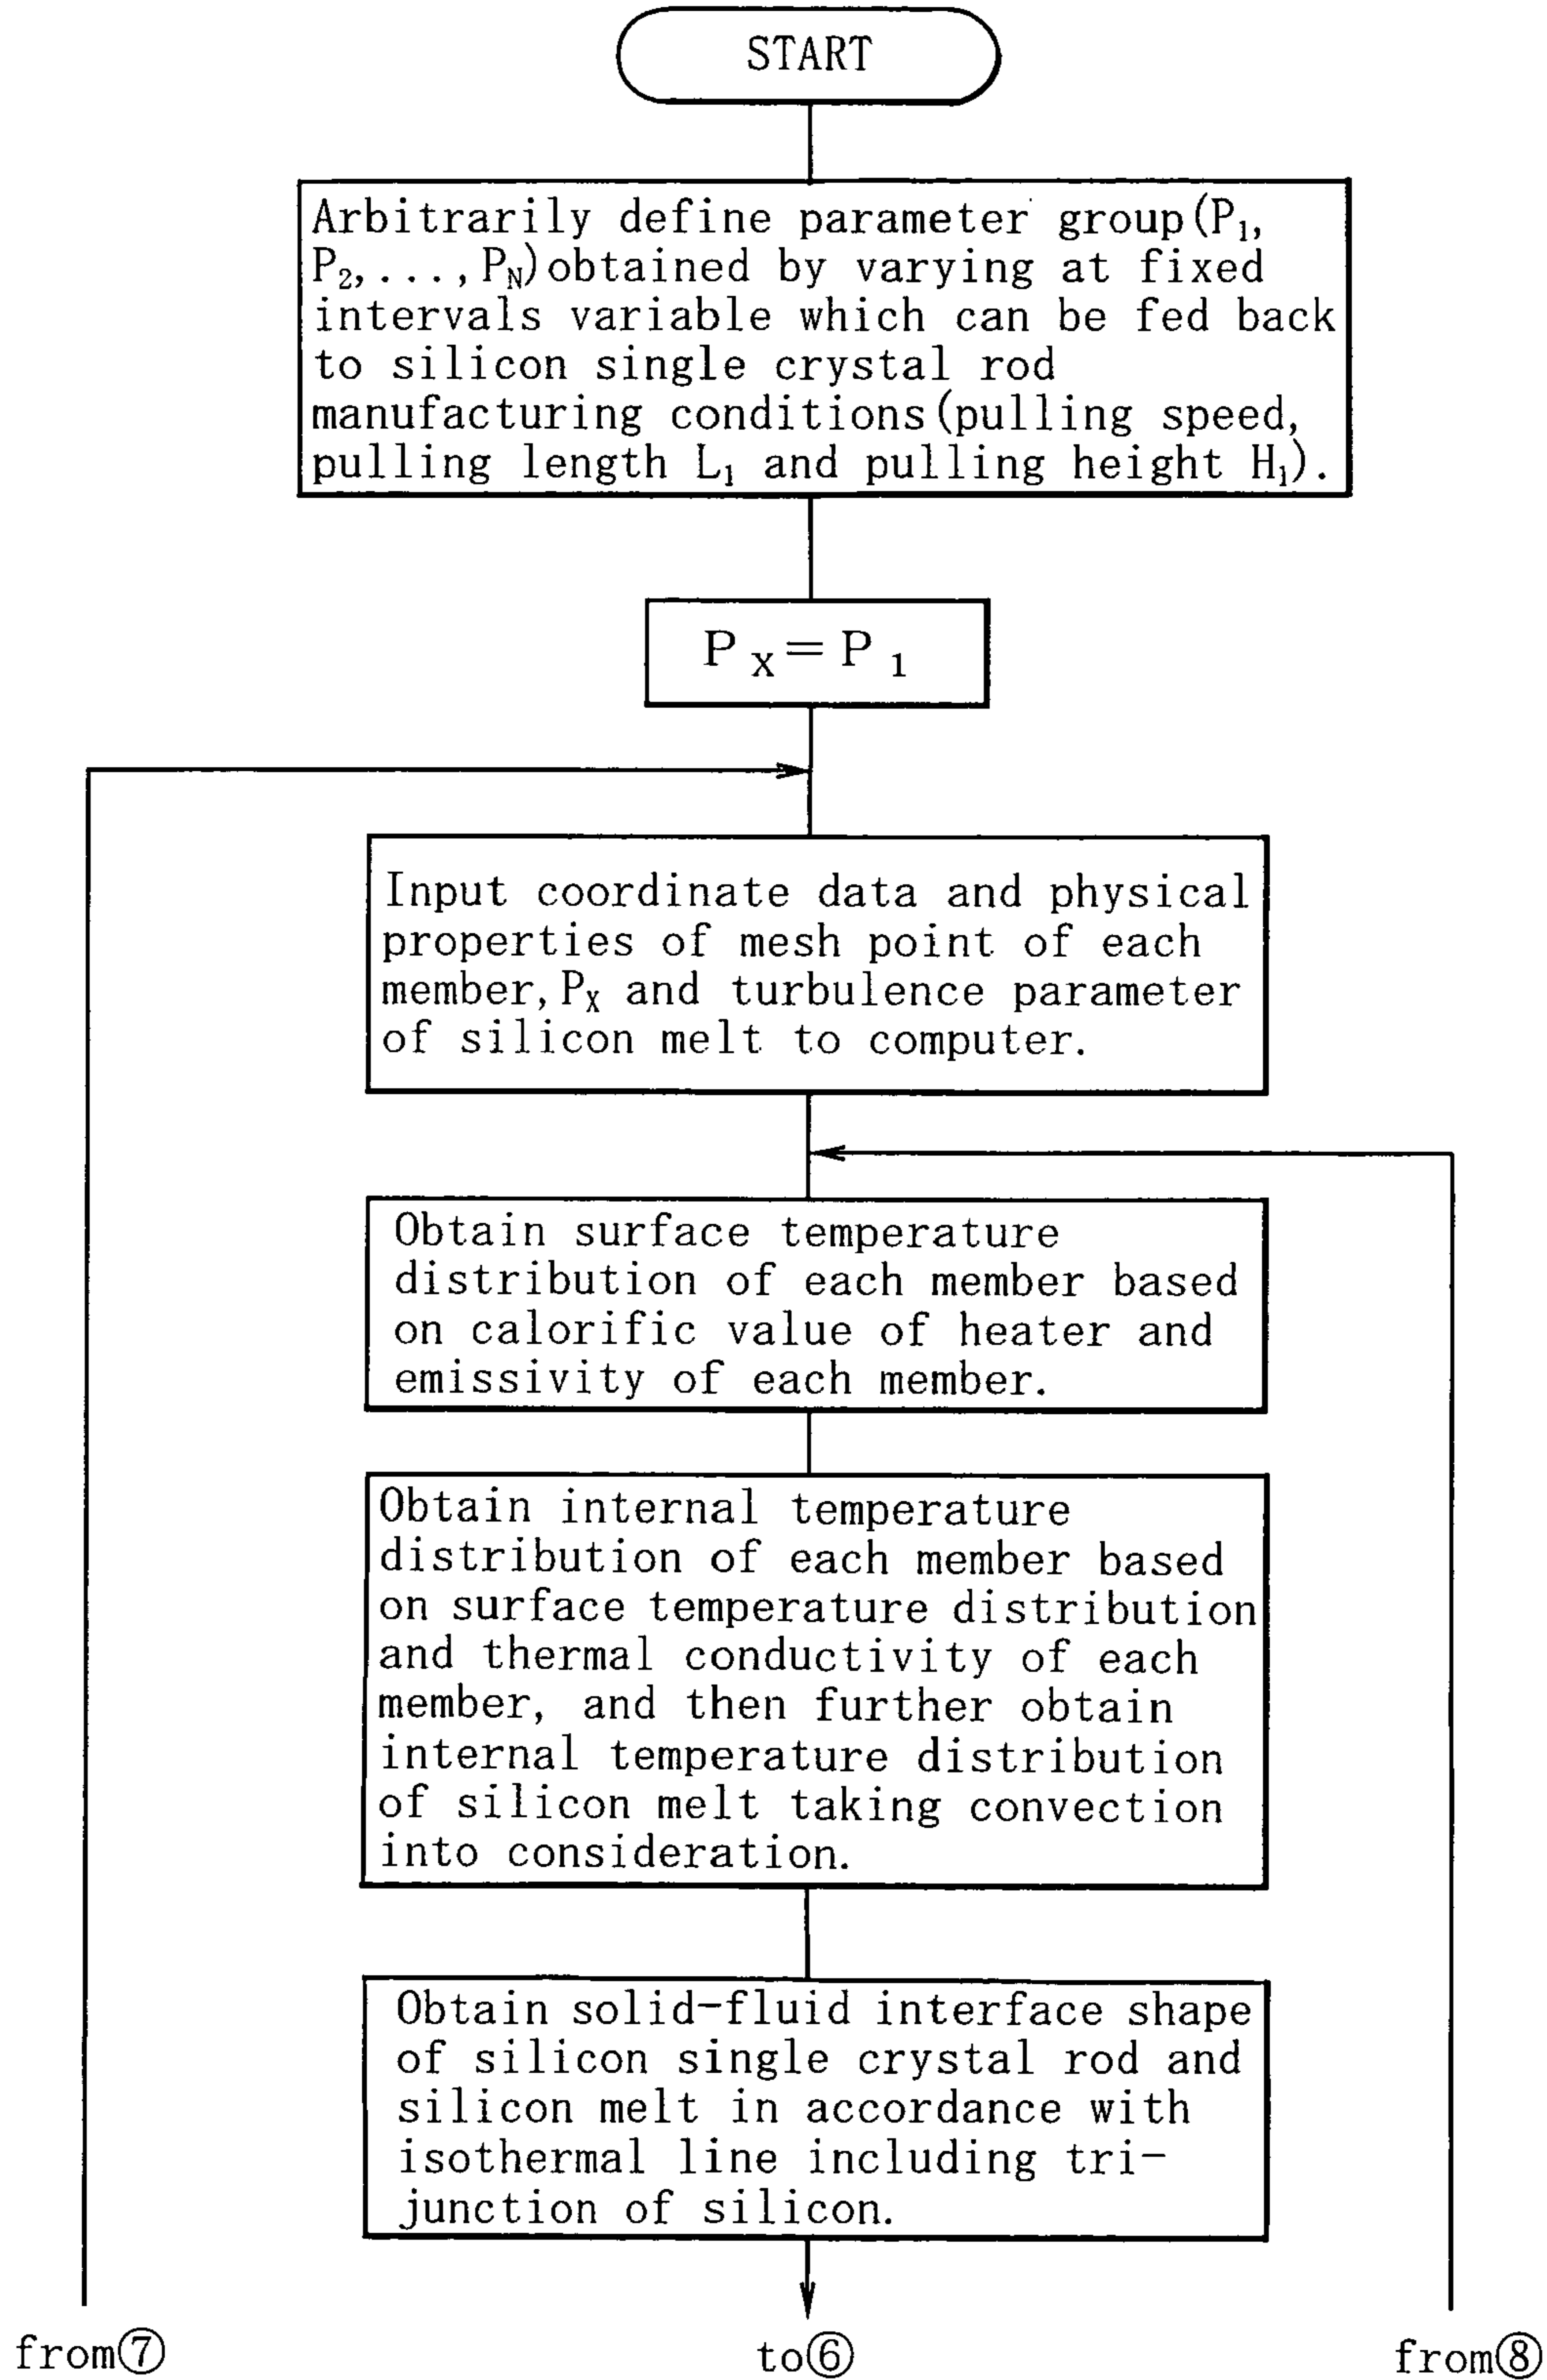 START
Arbitrarily define parameter group(P₁,
P₂,...,P_N)obtained by varying at fixed
intervals variable which can be fed back
to silicon single crystal rod
manufacturing conditions(pulling speed,
pulling length L₁ and pulling height H₁).
P_X=P₁
Input coordinate data and physical
properties of mesh point of each
member,P_X and turbulence parameter
of silicon melt to computer.
Obtain surface temperature
distribution of each member based
on calorific value of heater and
emissivity of each member.
Obtain internal temperature
distribution of each member based
on surface temperature distribution
and thermal conductivity of each
member, and then further obtain
internal temperature distribution
of silicon melt taking convection
into consideration.
Obtain solid-fluid interface shape
of silicon single crystal rod and
silicon melt in accordance with
isothermal line including tri-
junction of silicon.
from⑦
to⑥
from⑧